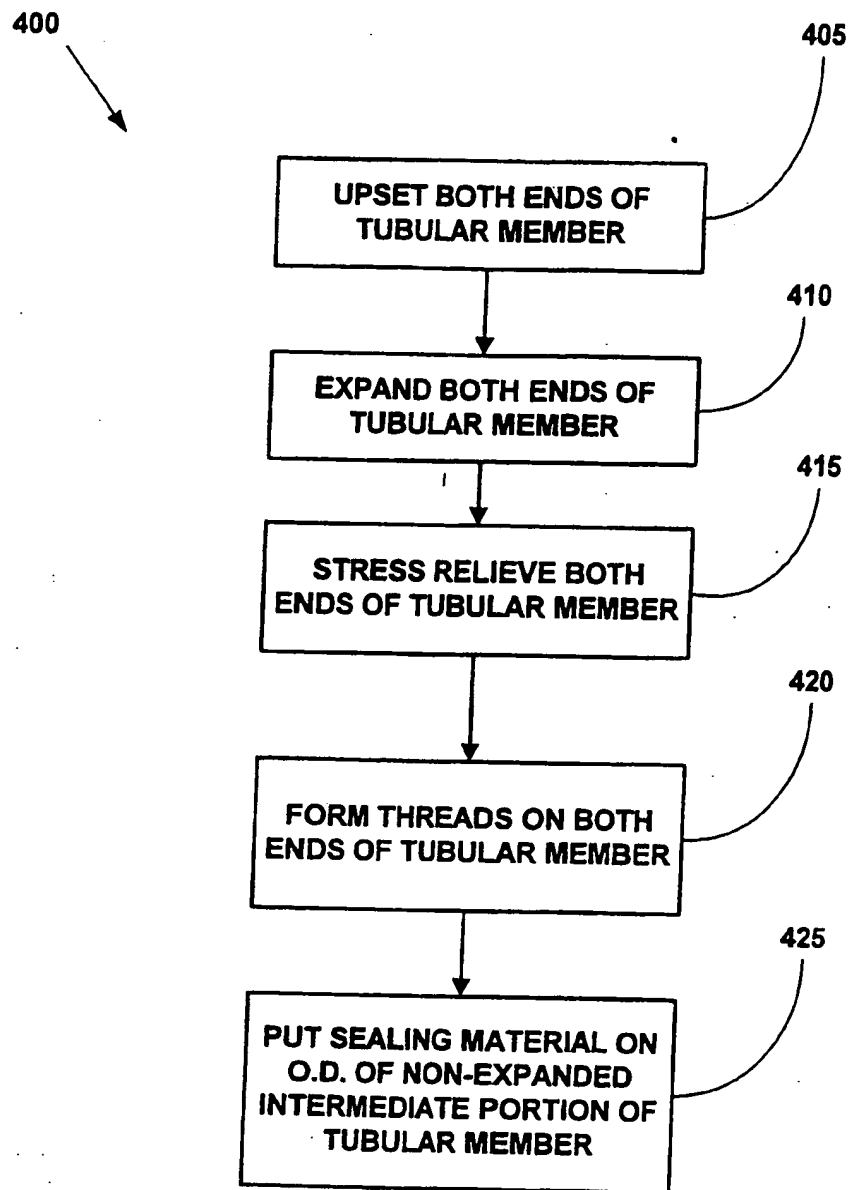 400
405
UPSET BOTH ENDS OF
TUBULAR MEMBER
410
EXPAND BOTH ENDS OF
TUBULAR MEMBER
415
STRESS RELIEVE BOTH
ENDS OF TUBULAR MEMBER
420
FORM THREADS ON BOTH
ENDS OF TUBULAR MEMBER
425
PUT SEALING MATERIAL ON
O.D. OF NON-EXPANDED
INTERMEDIATE PORTION OF
TUBULAR MEMBER